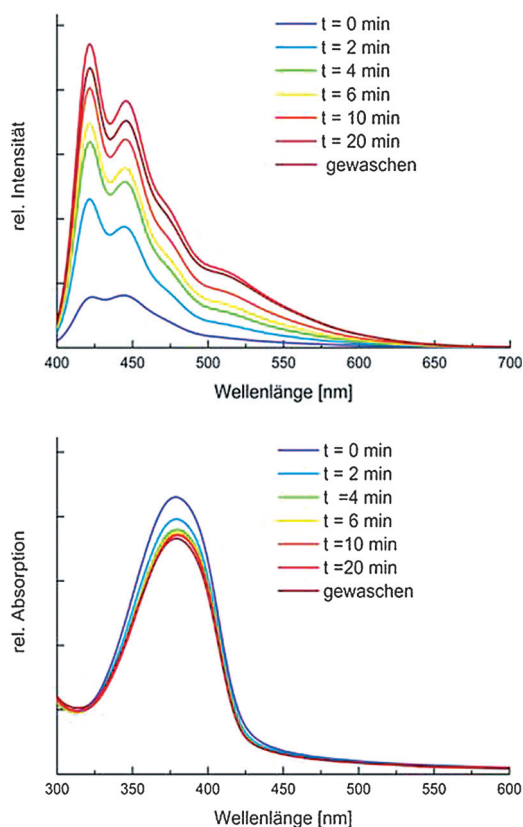 t = 0 min
t = 2 min
t = 4 min
t = 6 min
t = 10 min
t = 20 min
gewaschen
rel. Intensität
400 450 500 550 600 650 700
Wellenlänge [nm]
t = 0 min
t = 2 min
t =4 min
t = 6 min
t =10 min
t =20 min
gewaschen
rel. Absorption
300 350 400 450 500 550 600
Wellenlänge [nm]